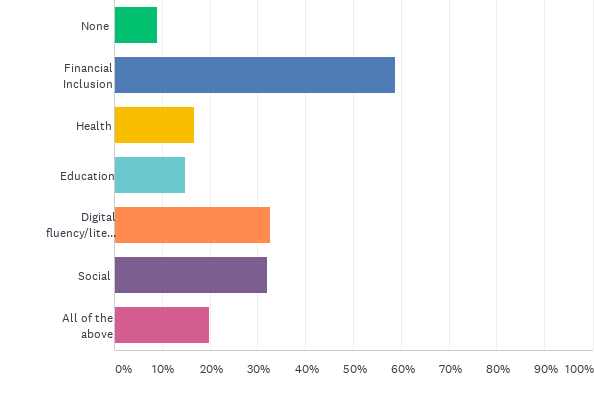 None
Financial
Inclusion
Health
Education
Digital
fluency/lite...
Social
All of the
above
0% 10% 20% 30% 40% 50% 60% 70% 80% 90% 100%